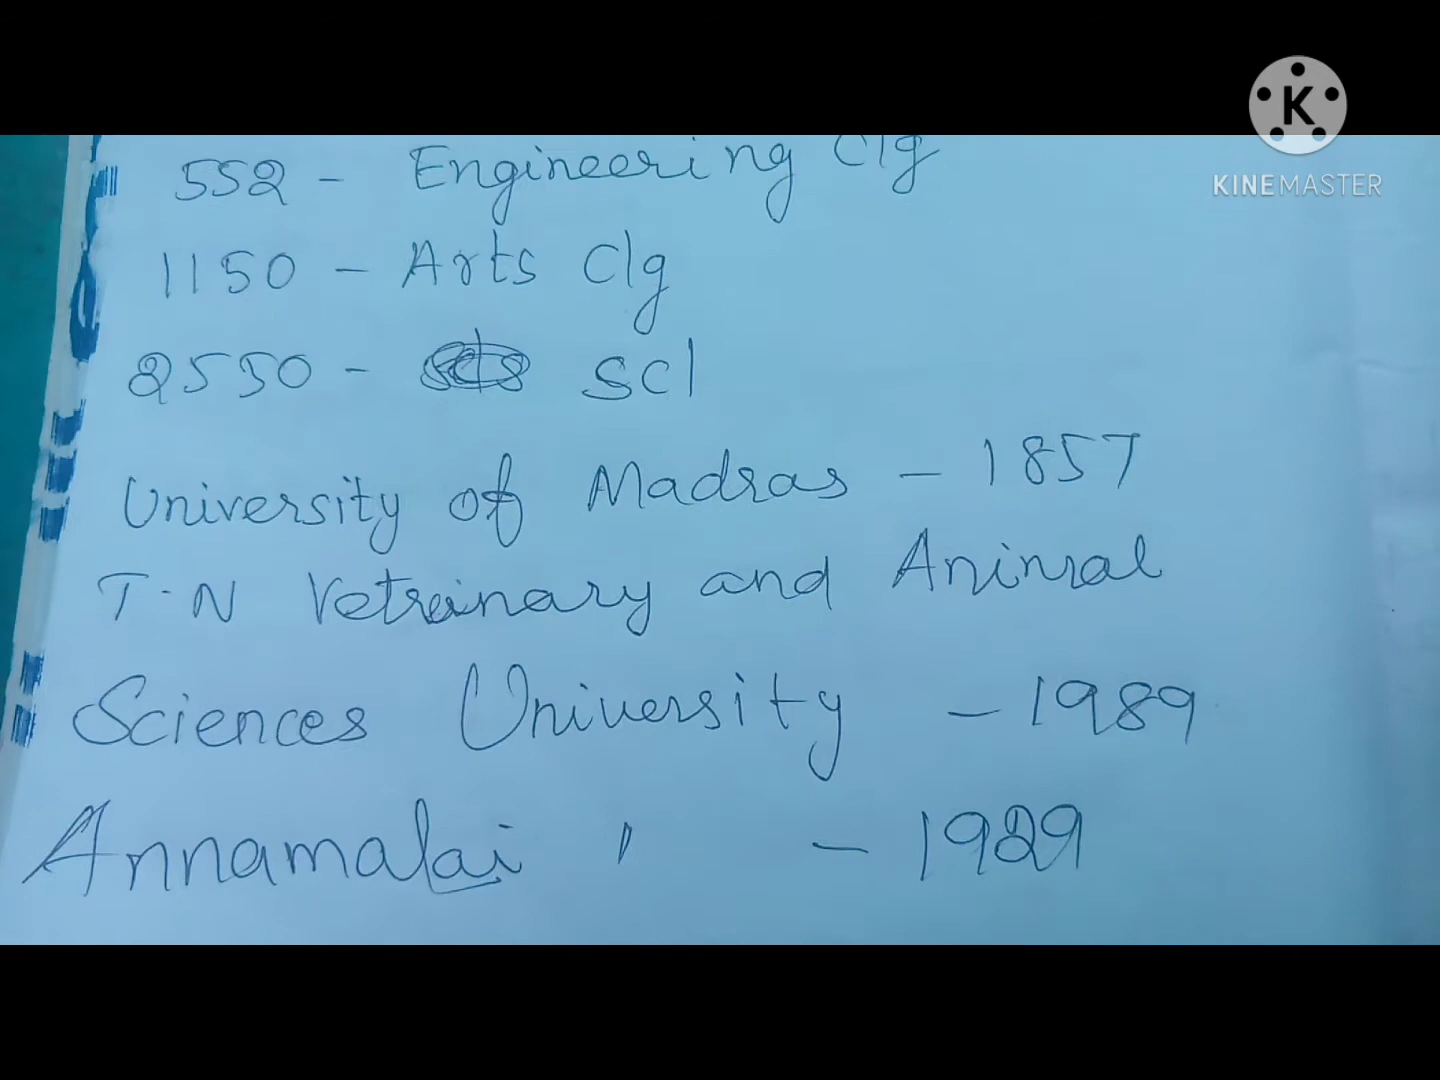 KINEMASTER
552 - Engineering Clg
1150 - Arts Clg
2550 - scl
University of Madras - 1857
T.N Vetreinary and Animal
Sciences University - 1989
Annamalai " - 1929